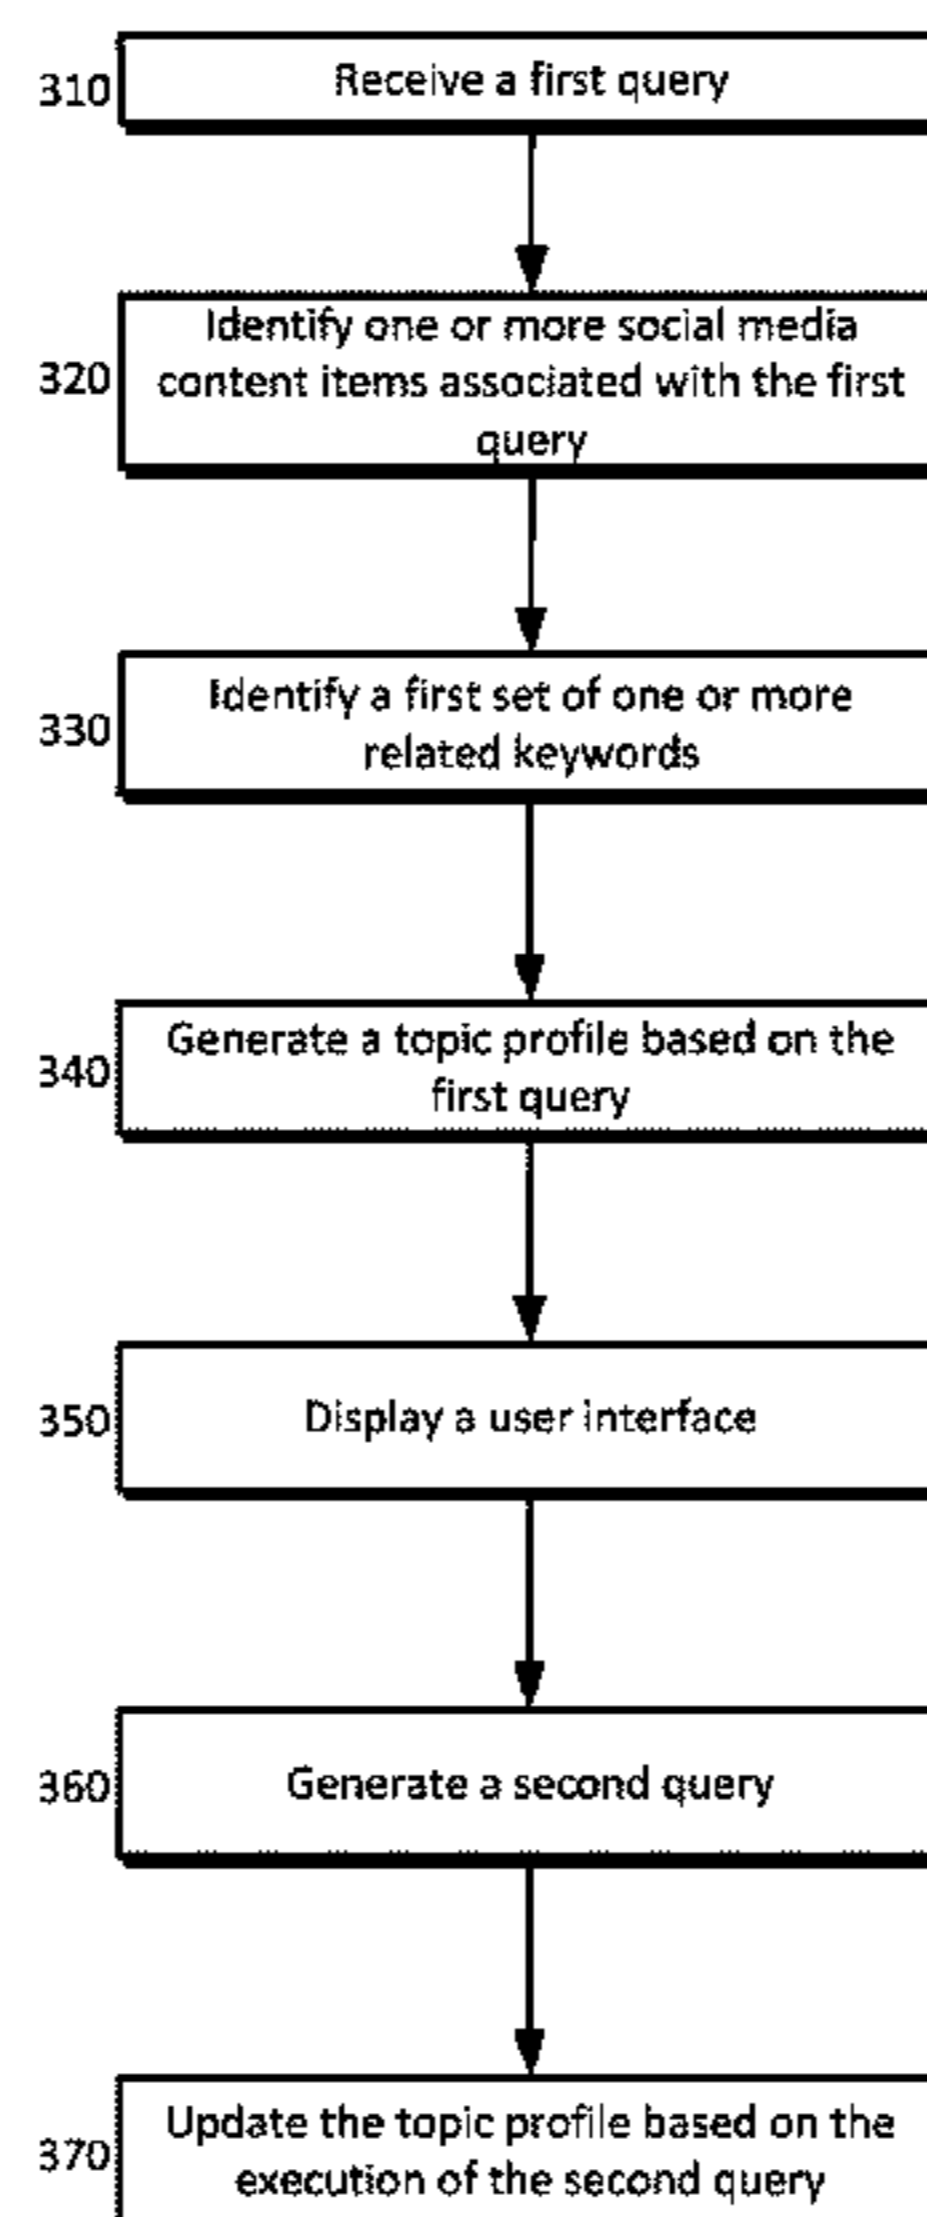 310
Receive a first query
320
Identify one or more social media
content items associated with the first
query
330
Identify a first set of one or more
related keywords
340
Generate a topic profile based on the
first query
350
Display a user interface
360
Generate a second query
370
Update the topic profile based on the
execution of the second query